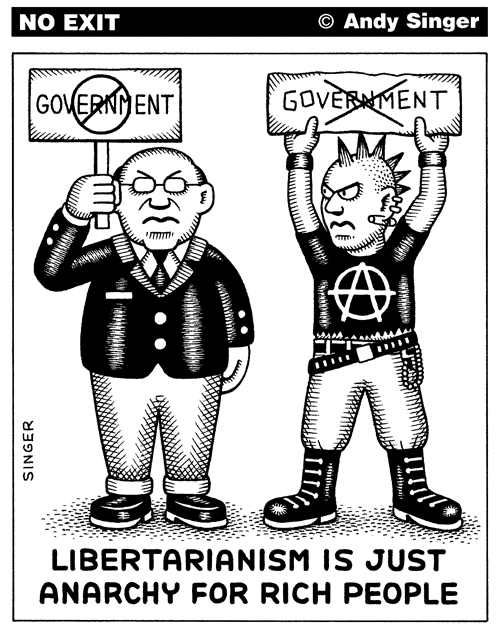 NO EXIT © Andy Singer
GOVERNMENT
GOVERNMENT
A
SINGER
LIBERTARIANISM IS JUST
ANARCHY FOR RICH PEOPLE